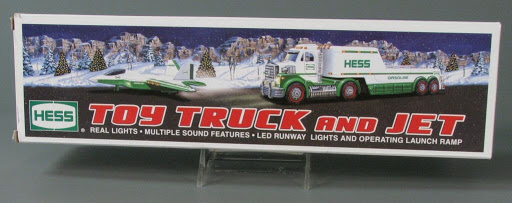 HESS
HESS
TOY TRUCK AND JET
REAL LIGHTS • MULTIPLE SOUND FEATURES • LED RUNWAY LIGHTS AND OPERATING LAUNCH RAMP